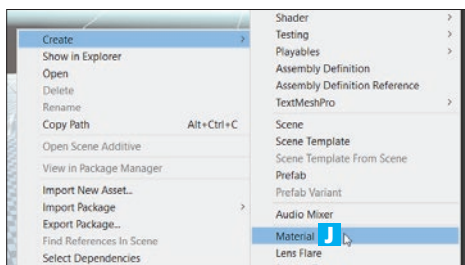 Create >
Show in Explorer
Open
Delete
Rename
Copy Path Alt+Ctrl+C
Open Scene Additive
View in Package Manager
Import New Asset...
Import Package >
Export Package...
Find References In Scene
Select Dependencies
Shader >
Testing >
Playables >
Assembly Definition
Assembly Definition Reference
TextMeshPro >
Scene
Scene Template
Scene Template From Scene
Prefab
Prefab Variant
Audio Mixer
Material J
Lens Flare